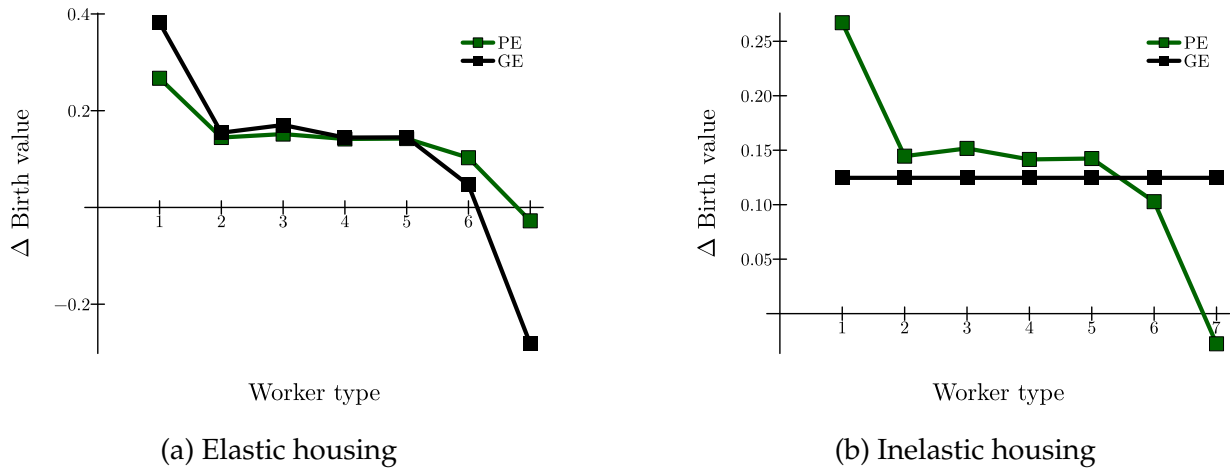 0.4
0.2
−0.2
Δ Birth value
1 2 3 4 5 6
PE
GE
Worker type
(a) Elastic housing
0.25
0.20
0.15
0.10
0.05
Δ Birth value
1 2 3 4 5 6 7
PE
GE
Worker type
(b) Inelastic housing